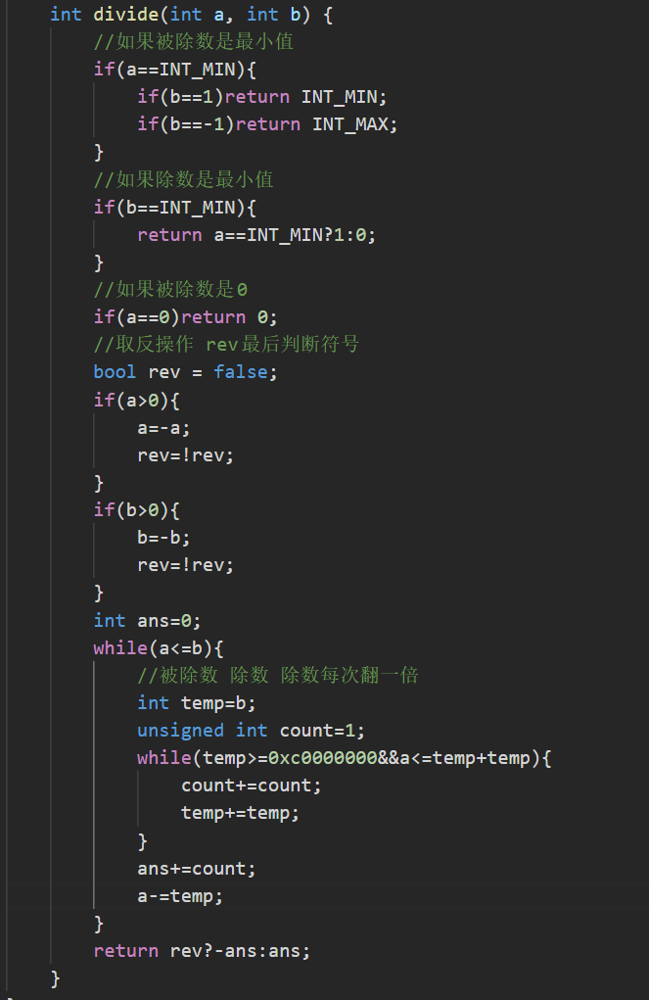 int divide(int a, int b) {
    //如果被除数是最小值
    if(a==INT_MIN){
        if(b==1)return INT_MIN;
        if(b==-1)return INT_MAX;
    }
    //如果除数是最小值
    if(b==INT_MIN){
        return a==INT_MIN?1:0;
    }
    //如果被除数是0
    if(a==0)return 0;
    //取反操作 rev最后判断符号
    bool rev = false;
    if(a>0){
        a=-a;
        rev=!rev;
    }
    if(b>0){
        b=-b;
        rev=!rev;
    }
    int ans=0;
    while(a<=b){
        //被除数 除数 除数每次翻一倍
        int temp=b;
        unsigned int count=1;
        while(temp>=0xc0000000&&a<=temp+temp){
            count+=count;
            temp+=temp;
        }
        ans+=count;
        a-=temp;
    }
    return rev?-ans:ans;
}